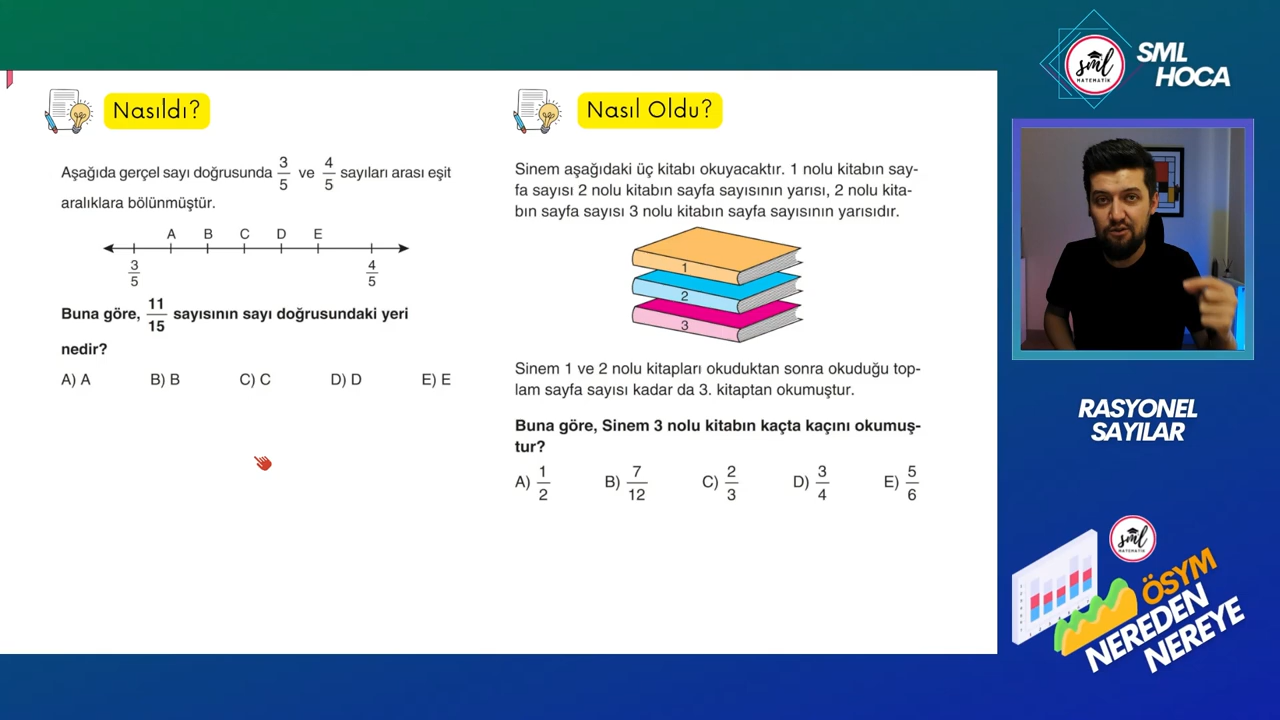 Nasıldı?
Aşağıda gerçel sayı doğrusunda 3/5 ve 4/5 sayıları arası eşit
aralıklara bölünmüştür.
A B C D E
3/5 4/5
Buna göre, 11/15 sayısının sayı doğrusundaki yeri
nedir?
A) A B) B C) C D) D E) E
Nasıl Oldu?
Sinem aşağıdaki üç kitabı okuyacaktır. 1 nolu kitabın say-
fa sayısı 2 nolu kitabın sayfa sayısının yarısı, 2 nolu kita-
bın sayfa sayısı 3 nolu kitabın sayfa sayısının yarısıdır.
1
2
3
Sinem 1 ve 2 nolu kitapları okuduktan sonra okuduğu top-
lam sayfa sayısı kadar da 3. kitaptan okumuştur.
Buna göre, Sinem 3 nolu kitabın kaçta kaçını okumuş-
tur?
A) 1/2 B) 7/12 C) 2/3 D) 3/4 E) 5/6
sml
MATEMATİK
SML
HOCA
RASYONEL
SAYILAR
sml
MATEMATİK
ÖSYM
NEREDEN
NEREYE